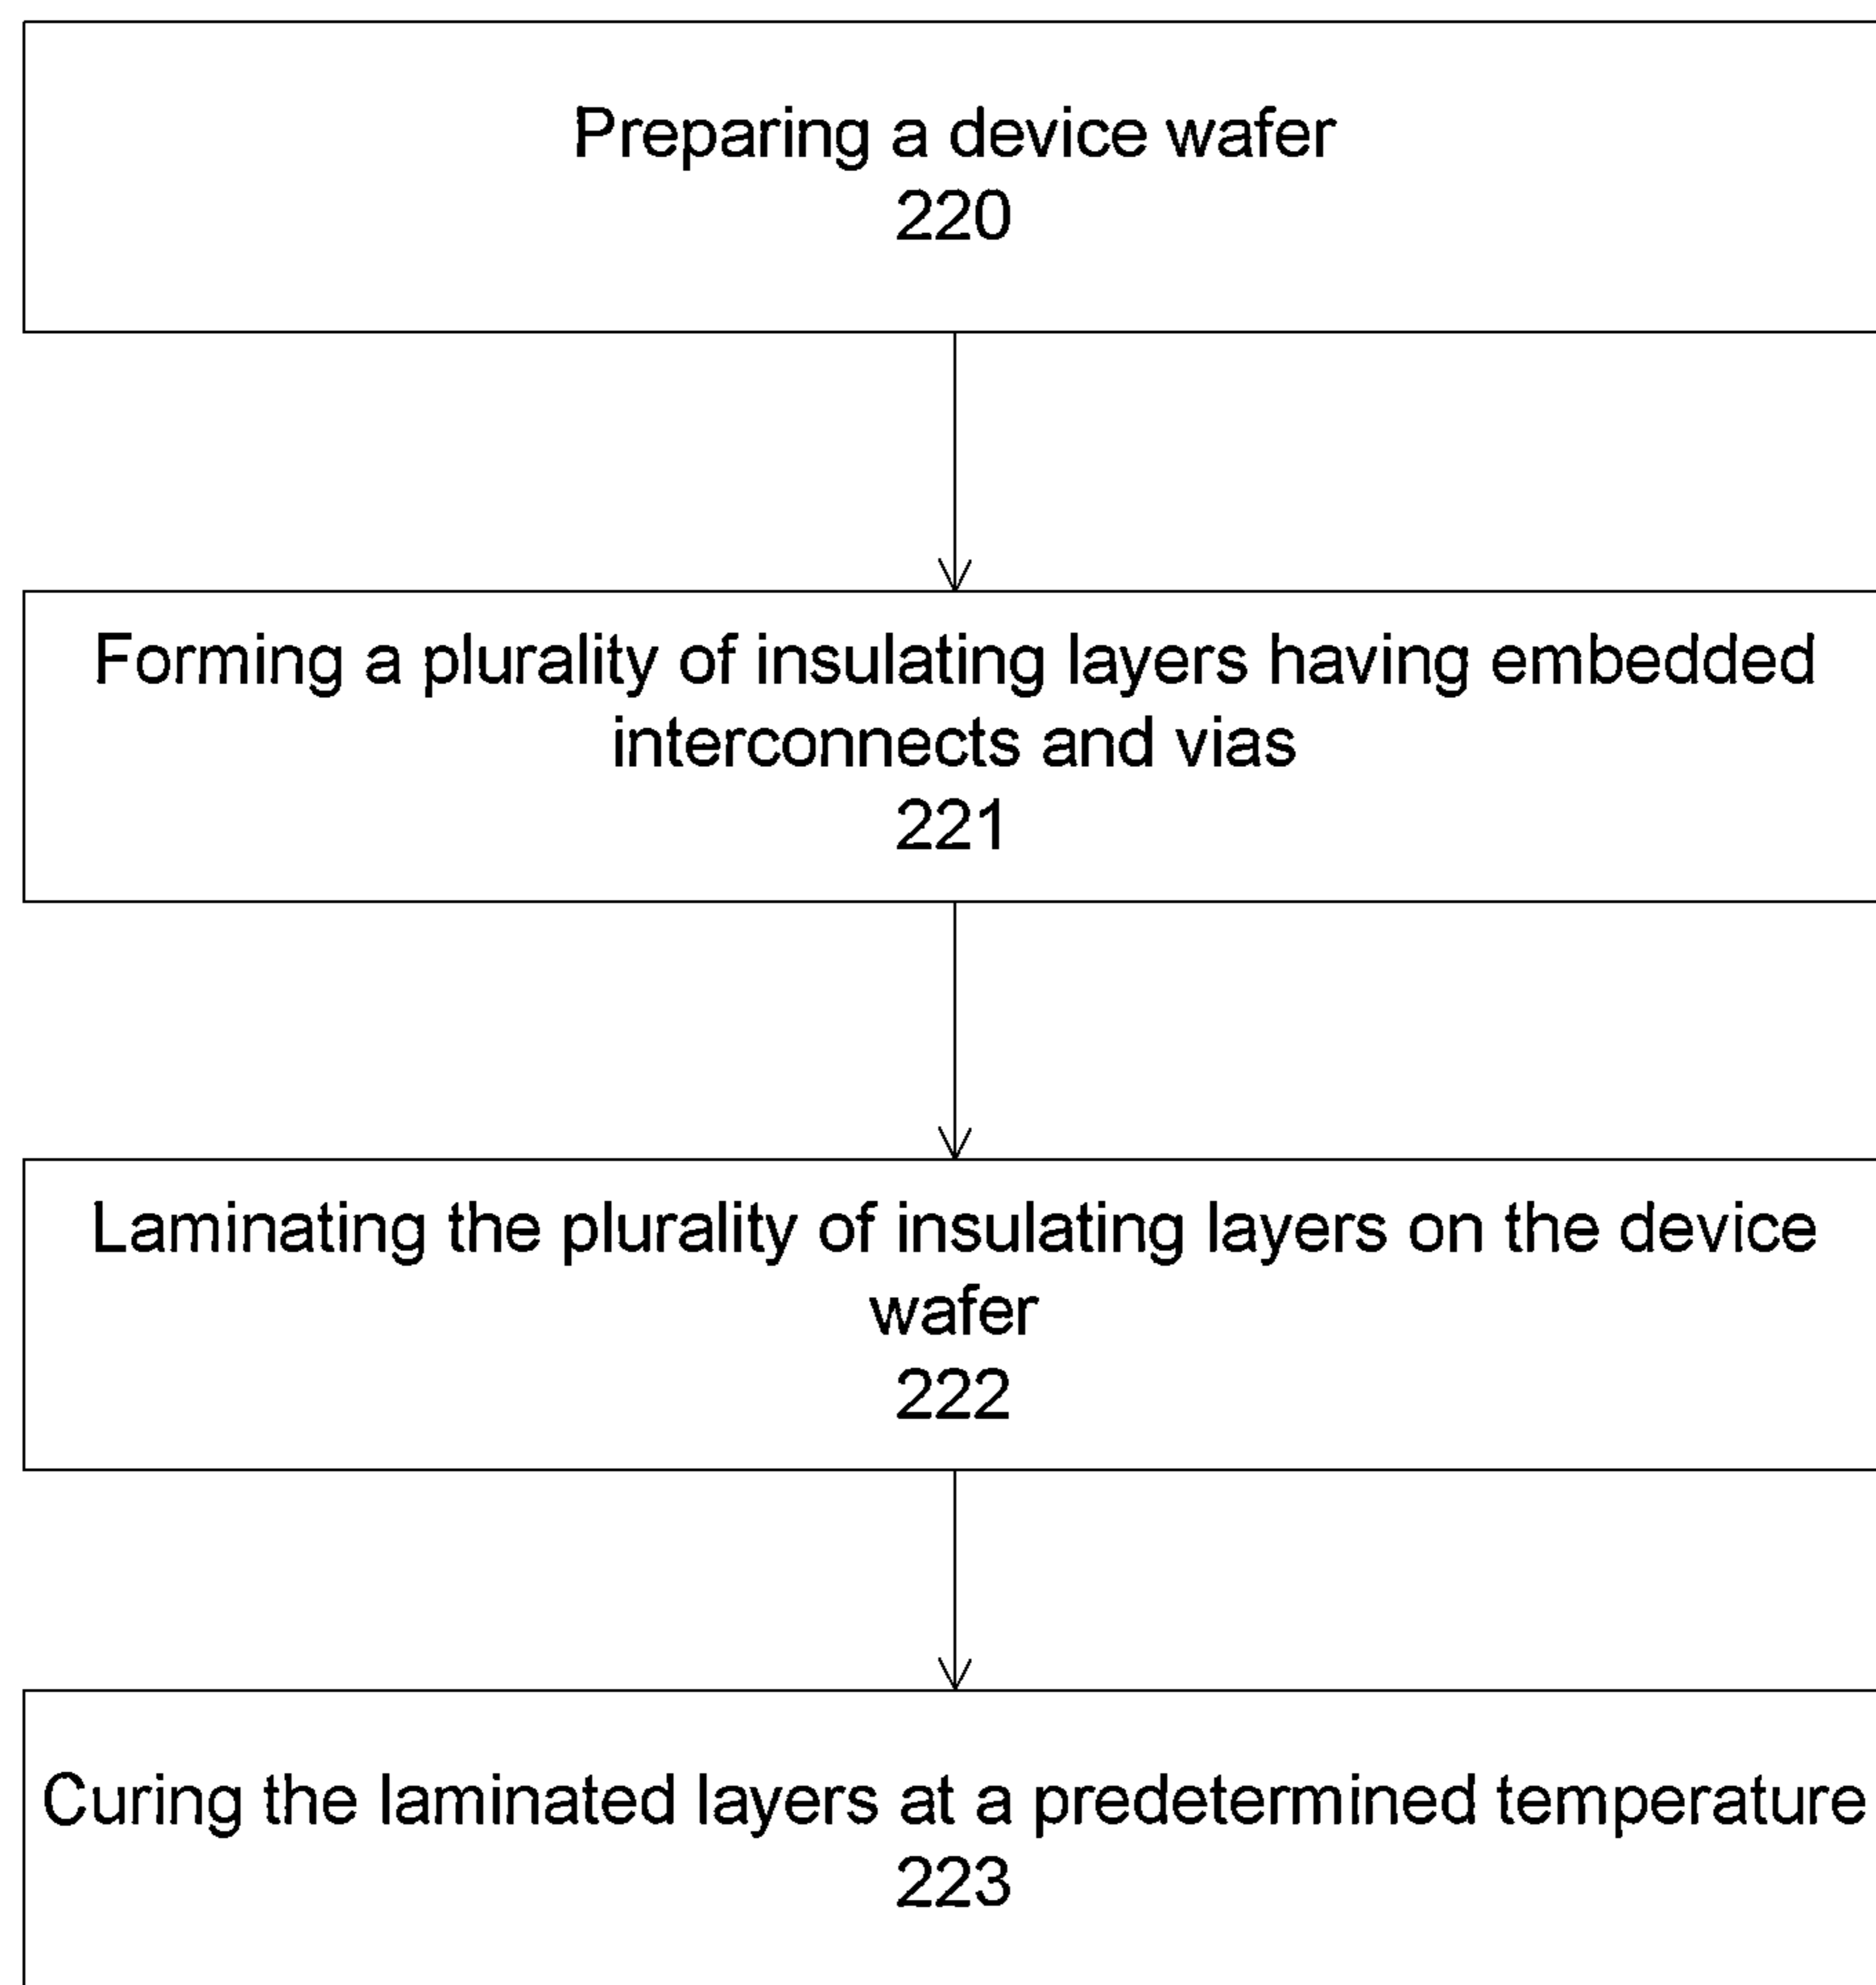 Preparing a device wafer
220
Forming a plurality of insulating layers having embedded
interconnects and vias
221
Laminating the plurality of insulating layers on the device
wafer
222
Curing the laminated layers at a predetermined temperature
223